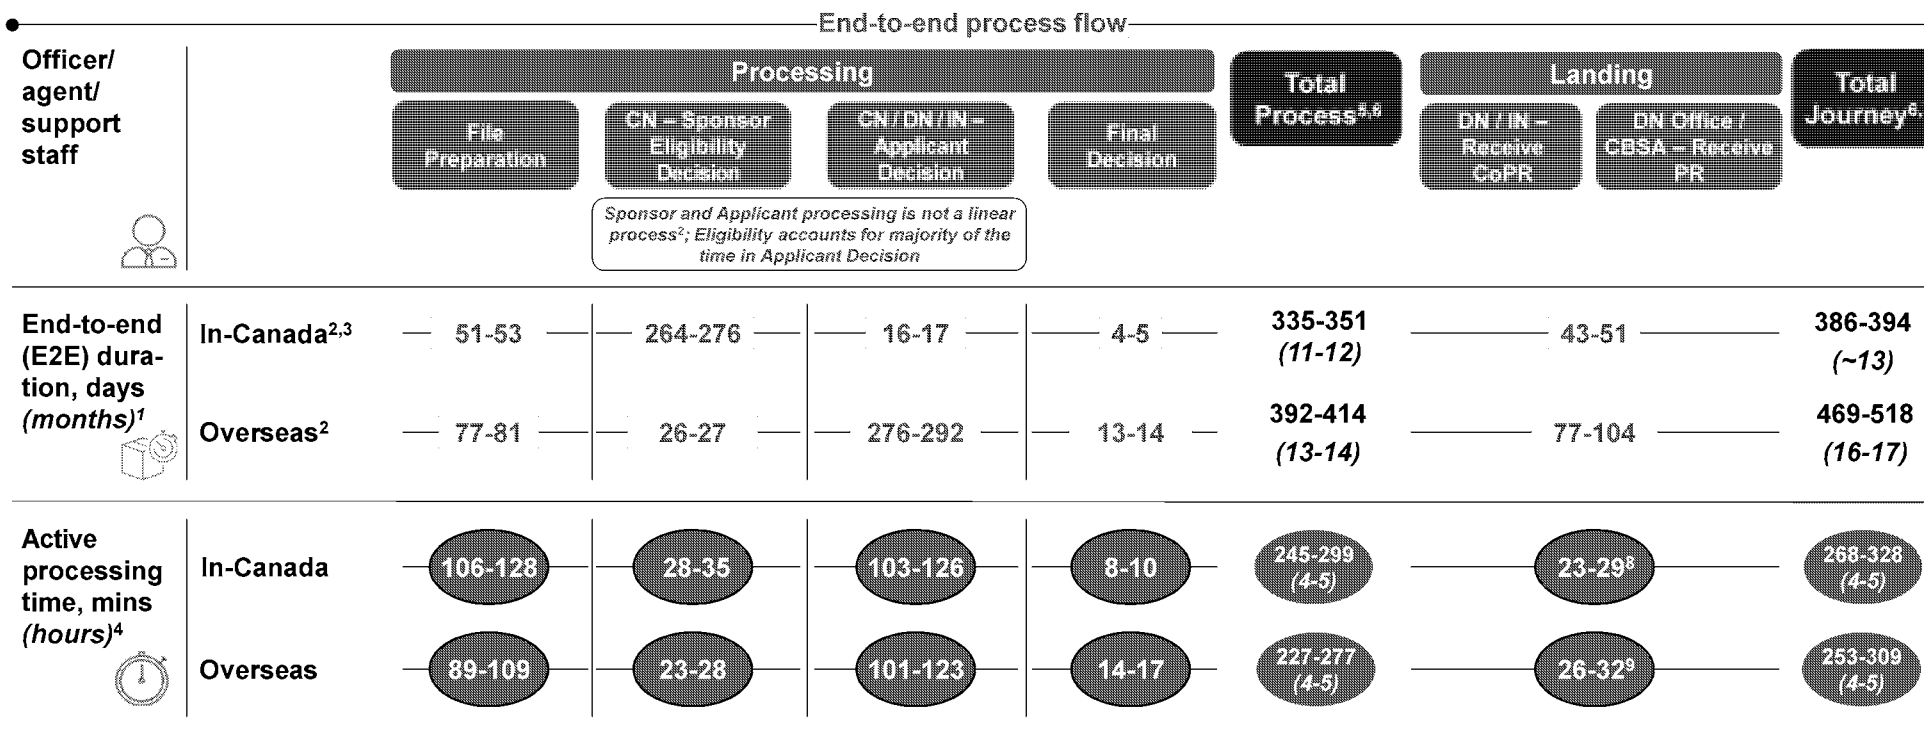 End-to-end process flow
Officer/
agent/
support
staff
Processing
Total
Process⁵,⁶
Landing
Total
Journey⁶,
File
Preparation
CN – Sponsor
Eligibility
Decision
CN / DN / IN –
Applicant
Decision
Final
Decision
DN / IN –
Receive
CoPR
DN Office /
CBSA – Receive
PR
Sponsor and Applicant processing is not a linear
process²; Eligibility accounts for majority of the
time in Applicant Decision
End-to-end
(E2E) dura-
tion, days
(months)¹
In-Canada²,³
51-53
264-276
16-17
4-5
335-351
(11-12)
43-51
386-394
(~13)
Overseas²
77-81
26-27
276-292
13-14
392-414
(13-14)
77-104
469-518
(16-17)
Active
processing
time, mins
(hours)⁴
In-Canada
106-128
28-35
103-126
8-10
245-299
(4-5)
23-29⁸
268-328
(4-5)
Overseas
89-109
23-28
101-123
14-17
227-277
(4-5)
26-32⁹
253-309
(4-5)